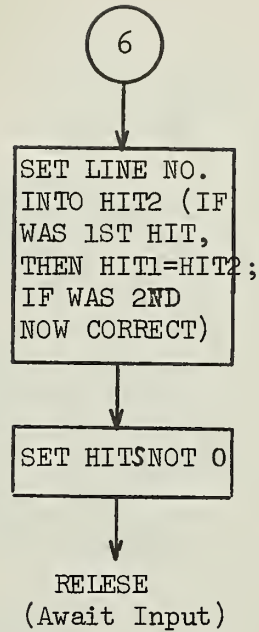 6
SET LINE NO.
INTO HIT2 (IF
WAS 1ST HIT,
THEN HIT1=HIT2;
IF WAS 2ND
NOW CORRECT)
SET HITSNOT 0
RELESE
(Await Input)